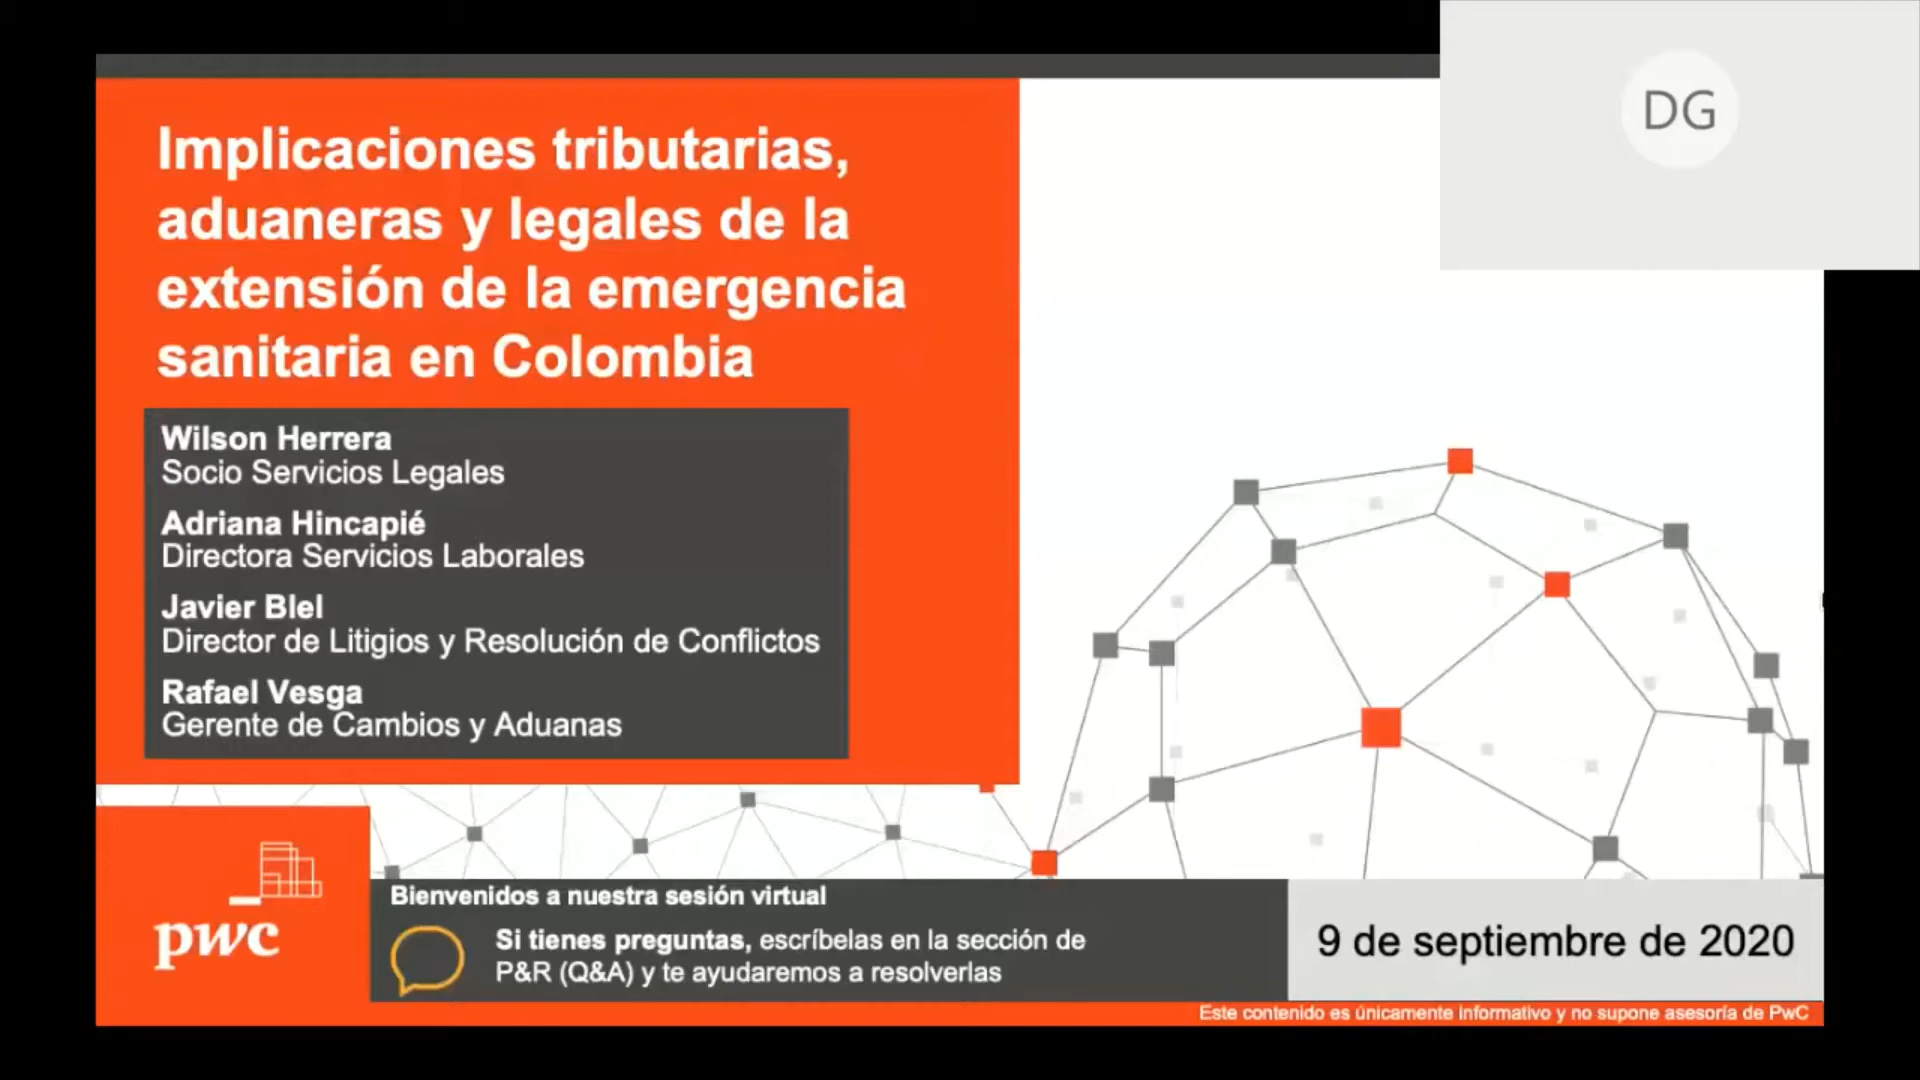 Implicaciones tributarias,
aduaneras y legales de la
extensión de la emergencia
sanitaria en Colombia
Wilson Herrera
Socio Servicios Legales
Adriana Hincapié
Directora Servicios Laborales
Javier Blel
Director de Litigios y Resolución de Conflictos
Rafael Vesga
Gerente de Cambios y Aduanas
DG
pwc
Bienvenidos a nuestra sesión virtual
Si tienes preguntas, escríbelas en la sección de
P&R (Q&A) y te ayudaremos a resolverlas
9 de septiembre de 2020
Este contenido es únicamente informativo y no supone asesoría de PwC